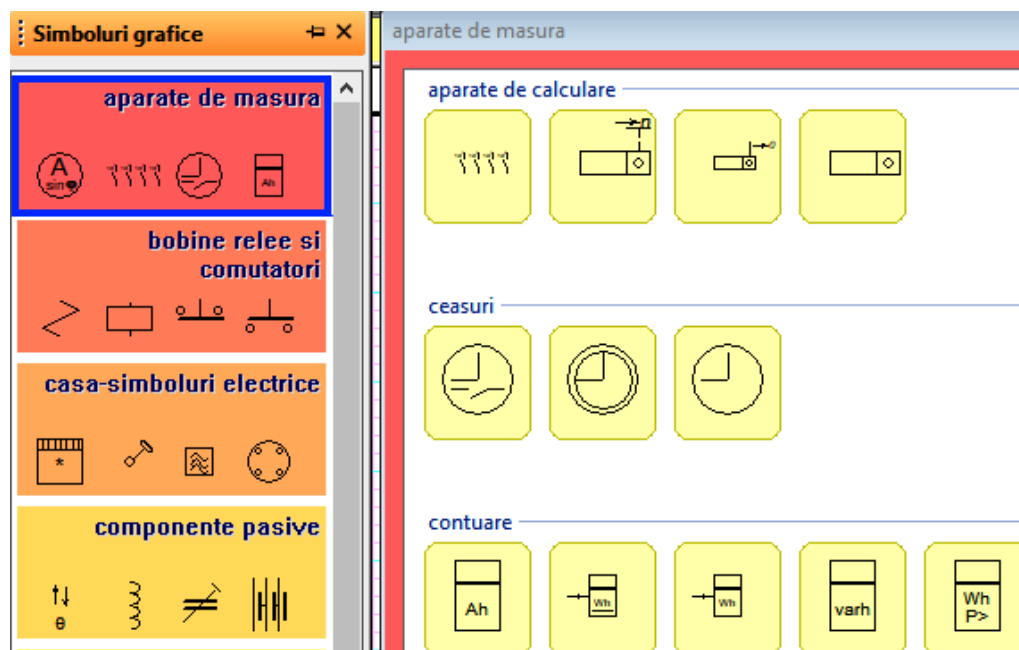 Simboluri grafice
aparate de masura
A
sin φ
Ah
bobine relee si
comutatori
casa-simboluri electrice
*
componente pasive
θ
aparate de masura
aparate de calculare
ceasuri
contuare
Ah
Wh
Wh
varh
Wh
P>